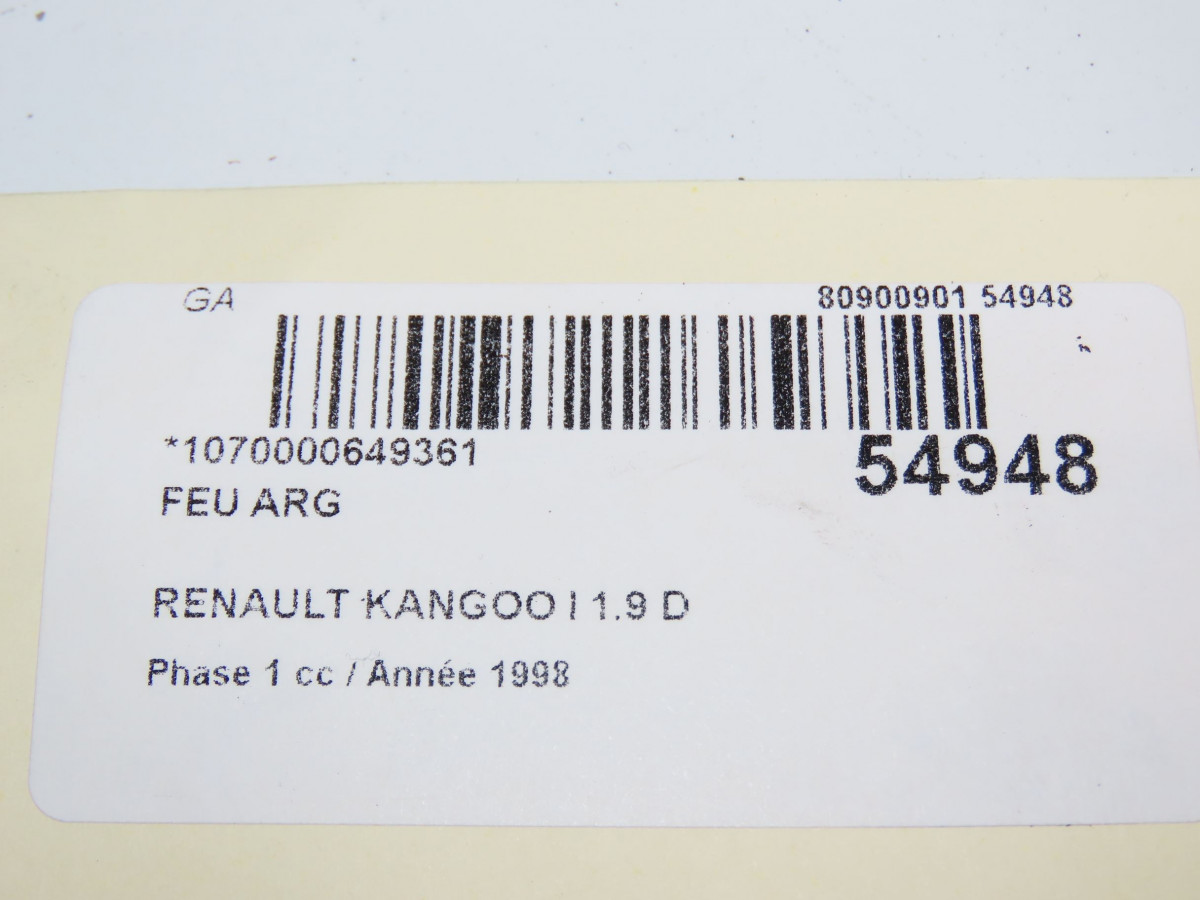 GA
80900901 54948
*1070000649361
54948
FEU ARG
RENAULT KANGOO I 1.9 D
Phase 1 cc / Année 1998